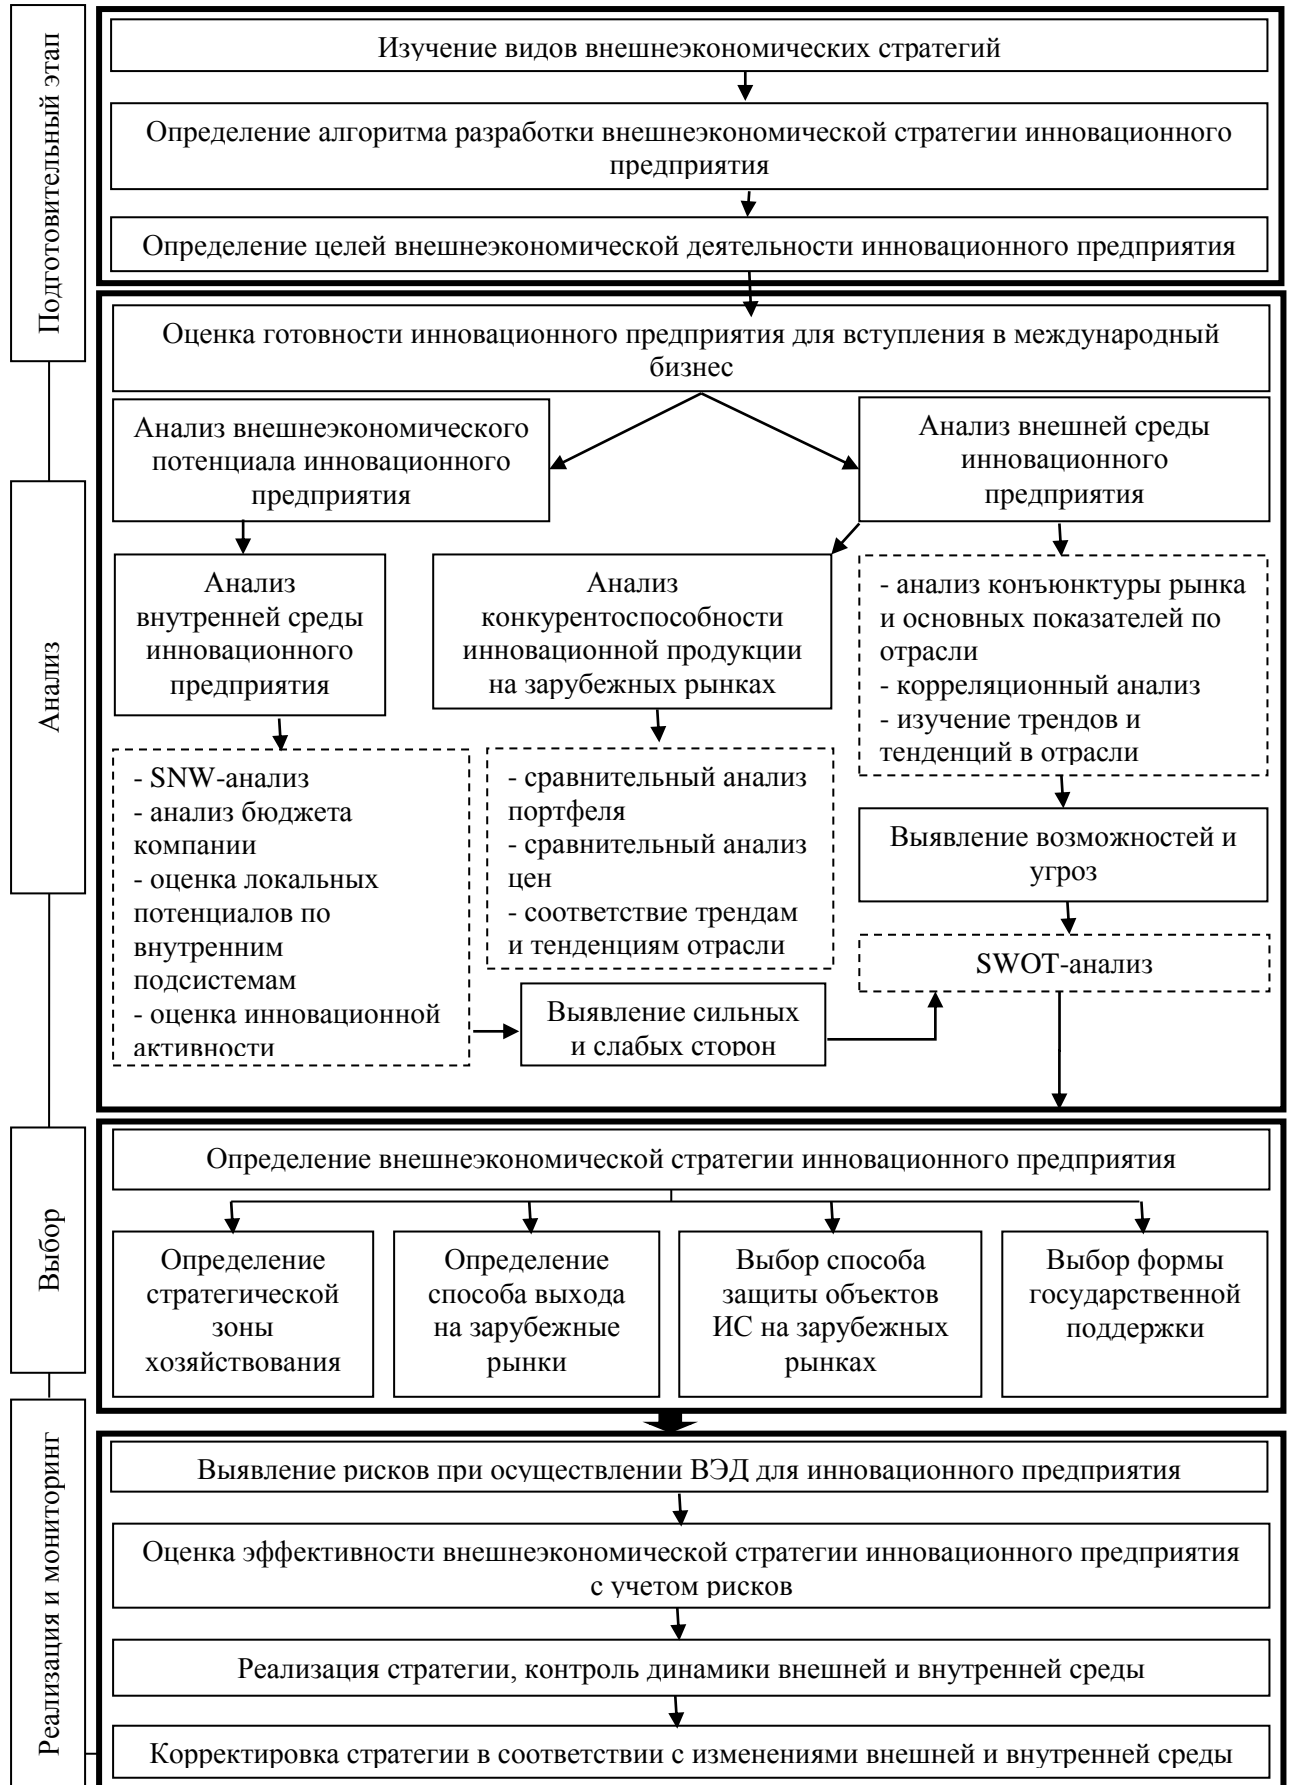 Подготовительный этап
Изучение видов внешнеэкономических стратегий
Определение алгоритма разработки внешнеэкономической стратегии инновационного
предприятия
Определение целей внешнеэкономической деятельности инновационного предприятия
Анализ
Оценка готовности инновационного предприятия для вступления в международный
бизнес
Анализ внешнеэкономического
потенциала инновационного
предприятия
Анализ внешней среды
инновационного
предприятия
Анализ
внутренней среды
инновационного
предприятия
Анализ
конкурентоспособности
инновационной продукции
на зарубежных рынках
- анализ конъюнктуры рынка
и основных показателей по
отрасли
- корреляционный анализ
- изучение трендов и
тенденций в отрасли
- SNW-анализ
- анализ бюджета
компании
- оценка локальных
потенциалов по
внутренним
подсистемам
- оценка инновационной
активности
- сравнительный анализ
портфеля
- сравнительный анализ
цен
- соответствие трендам
и тенденциям отрасли
Выявление возможностей и
угроз
SWOT-анализ
Выявление сильных
и слабых сторон
Выбор
Определение внешнеэкономической стратегии инновационного предприятия
Определение
стратегической
зоны
хозяйствования
Определение
способа выхода
на зарубежные
рынки
Выбор способа
защиты объектов
ИС на зарубежных
рынках
Выбор формы
государственной
поддержки
Реализация и мониторинг
Выявление рисков при осуществлении ВЭД для инновационного предприятия
Оценка эффективности внешнеэкономической стратегии инновационного предприятия
с учетом рисков
Реализация стратегии, контроль динамики внешней и внутренней среды
Корректировка стратегии в соответствии с изменениями внешней и внутренней среды